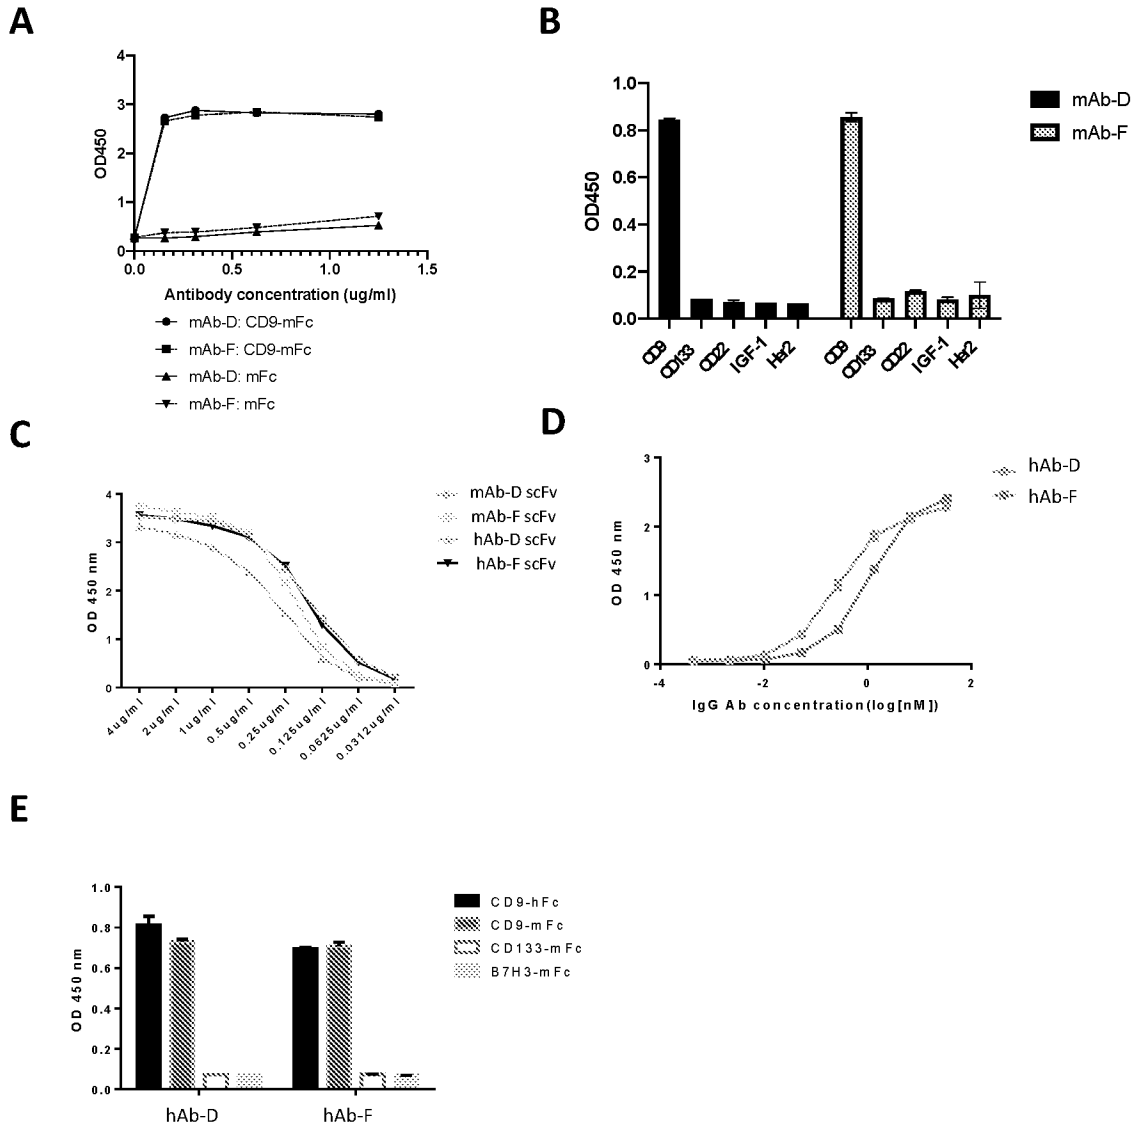 A
4
3
2
1
0
OD450
0.0
0.5
1.0
1.5
Antibody concentration (ug/ml)
mAb-D: CD9-mFc
mAb-F: CD9-mFc
mAb-D: mFc
mAb-F: mFc
B
1.0
0.8
0.6
0.4
0.2
0.0
OD450
CD9
CD133
CD22
IGF-1
Her2
CD9
CD133
CD22
IGF-1
Her2
mAb-D
mAb-F
C
4
3
2
1
0
OD 450 nm
4ug/ml
2ug/ml
1ug/ml
0.5ug/ml
0.25ug/ml
0.125ug/ml
0.0625ug/ml
0.0312ug/ml
mAb-D scFv
mAb-F scFv
hAb-D scFv
hAb-F scFv
D
3
2
1
0
OD 450 nm
-4
-2
0
2
IgG Ab concentration(log[nM])
hAb-D
hAb-F
E
1.0
0.8
0.6
0.4
0.2
0.0
OD 450 nm
hAb-D
hAb-F
CD9-hFc
CD9-mFc
CD133-mFc
B7H3-mFc